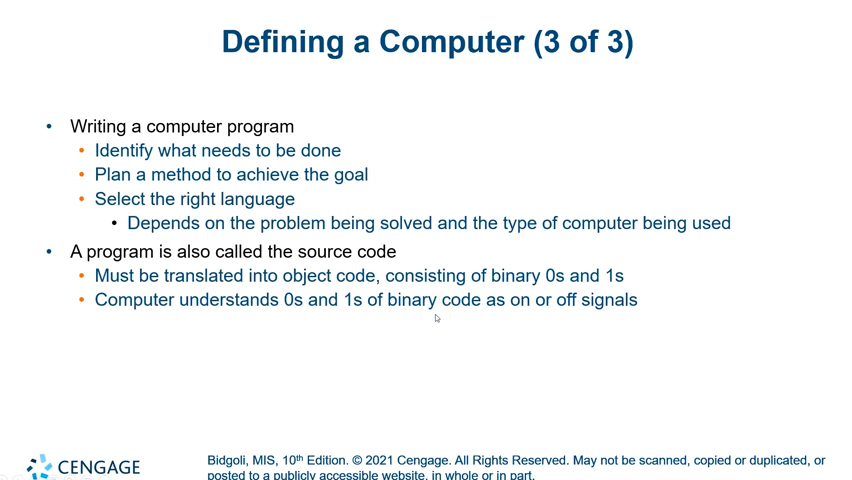 Defining a Computer (3 of 3)
• Writing a computer program
• Identify what needs to be done
• Plan a method to achieve the goal
• Select the right language
• Depends on the problem being solved and the type of computer being used
• A program is also called the source code
• Must be translated into object code, consisting of binary 0s and 1s
• Computer understands 0s and 1s of binary code as on or off signals
CENGAGE
Bidgoli, MIS, 10th Edition. © 2021 Cengage. All Rights Reserved. May not be scanned, copied or duplicated, or
posted to a publicly accessible website, in whole or in part.